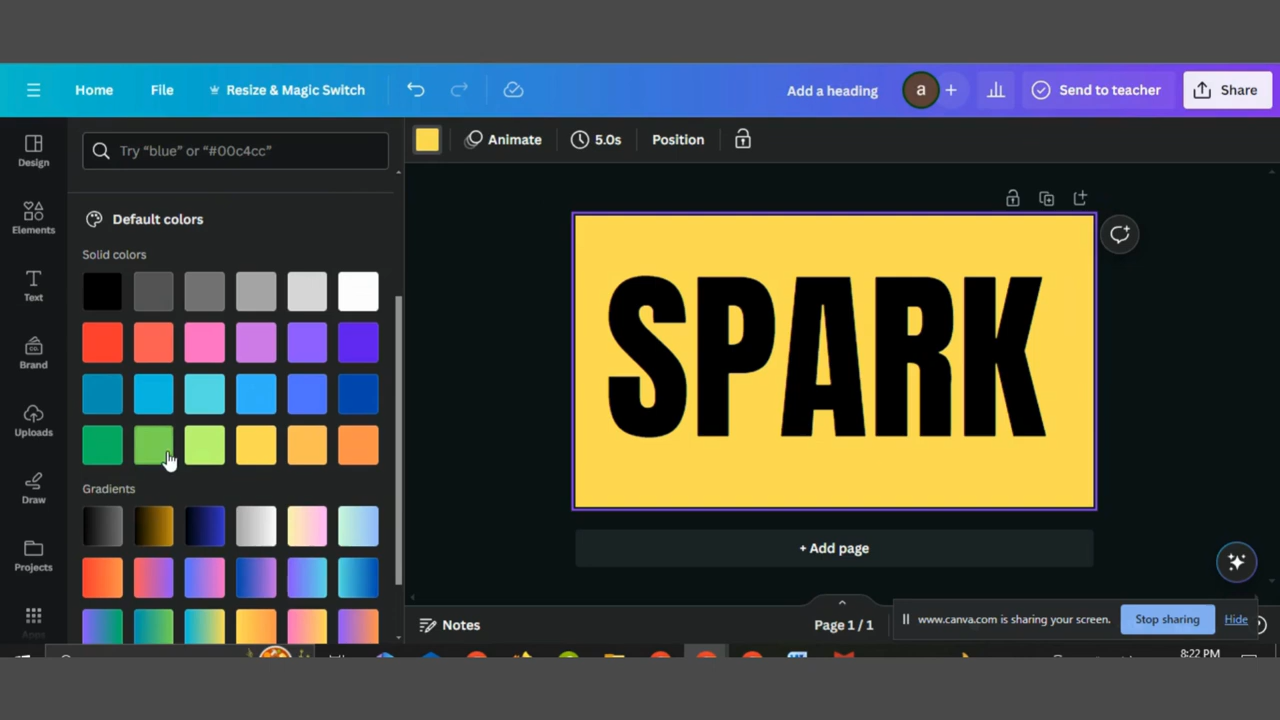 Home File Resize & Magic Switch Add a heading a Send to teacher Share
Try “blue” or “#00c4cc” Animate 5.0s Position
Design
Default colors
Elements
Solid colors
Text
SPARK
Brand
Uploads
Gradients
Draw
+ Add page
Projects
Apps
Notes Page 1 / 1 www.canva.com is sharing your screen. Stop sharing Hide
8:22 PM